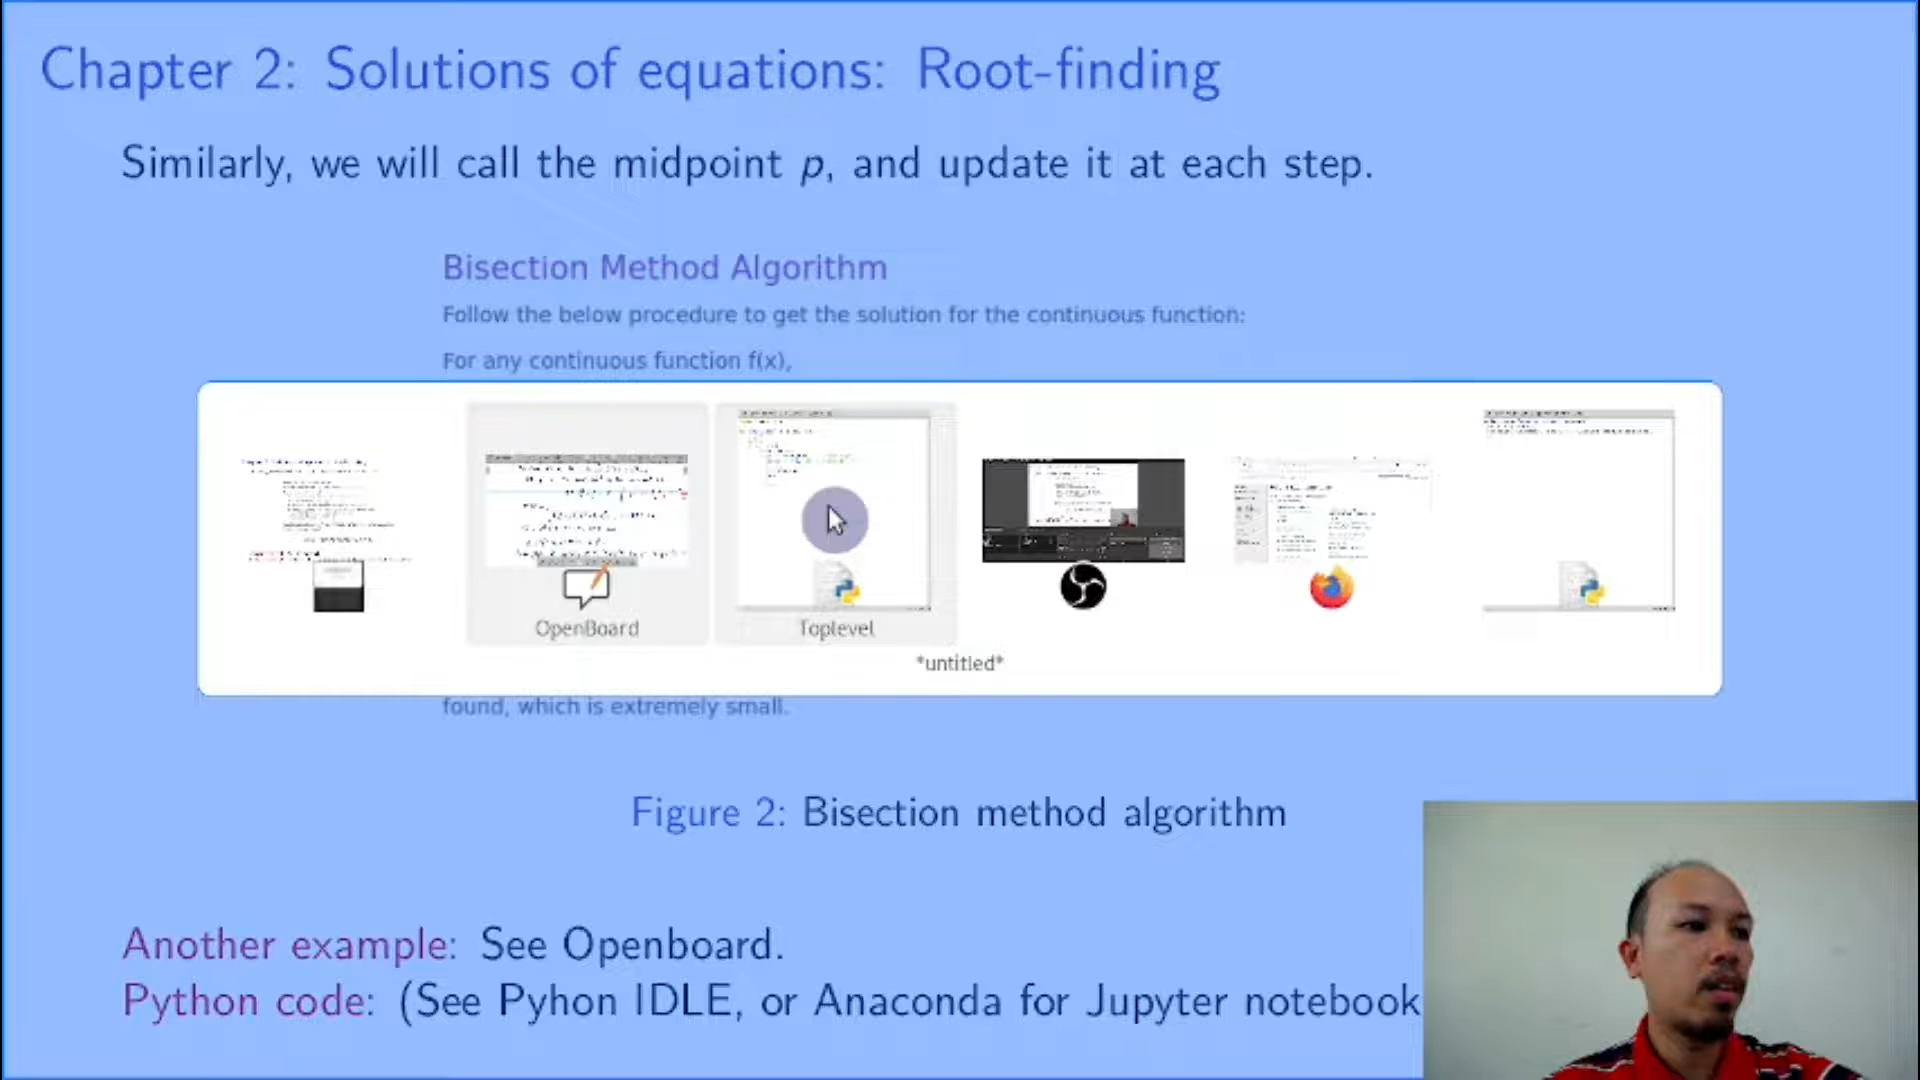 Chapter 2: Solutions of equations: Root-finding
Similarly, we will call the midpoint p, and update it at each step.
Bisection Method Algorithm
Follow the below procedure to get the solution for the continuous function:
For any continuous function f(x),
OpenBoard
Toplevel
*untitled*
found, which is extremely small.
Figure 2: Bisection method algorithm
Another example: See Openboard.
Python code: (See Pyhon IDLE, or Anaconda for Jupyter notebook